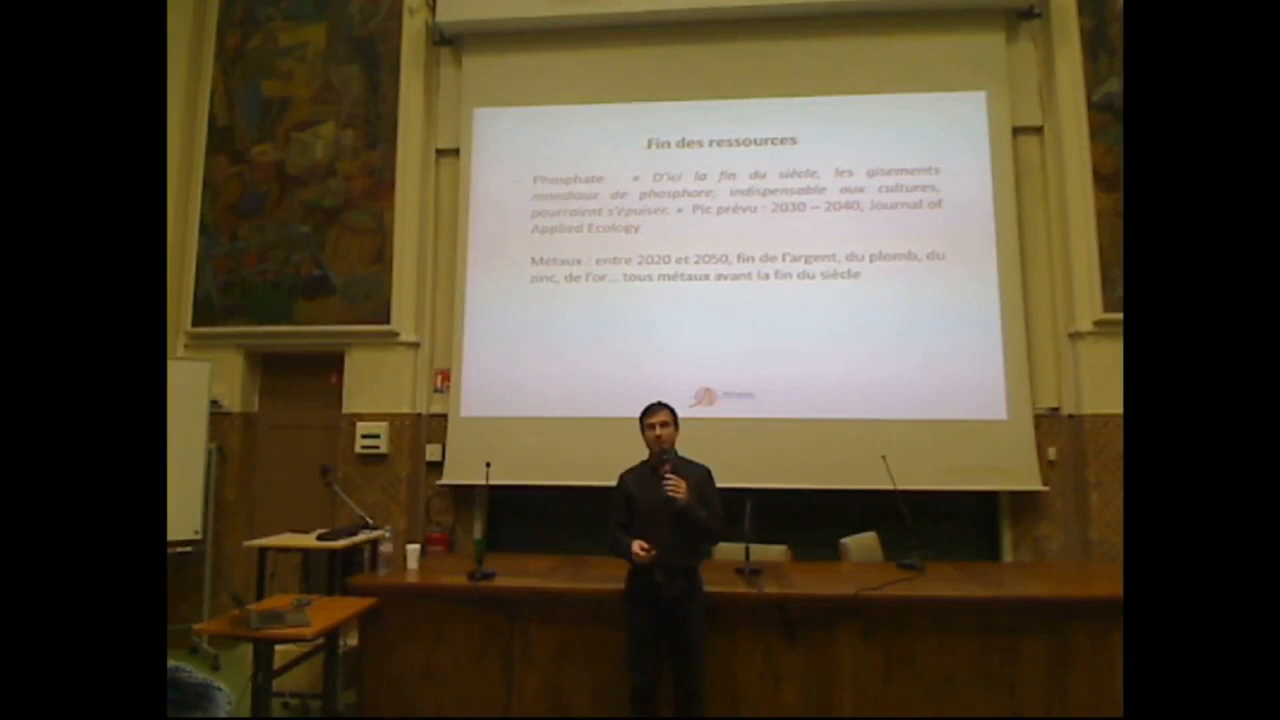 Fin des ressources
Phosphate « D'ici la fin du siècle, les gisements
mondiaux de phosphore, indispensable aux cultures,
pourraient s'épuiser. » Pic prévu : 2030 – 2040, Journal of
Applied Ecology
Métaux : entre 2020 et 2050, fin de l'argent, du plomb, du
zinc, de l'or... tous métaux avant la fin du siècle